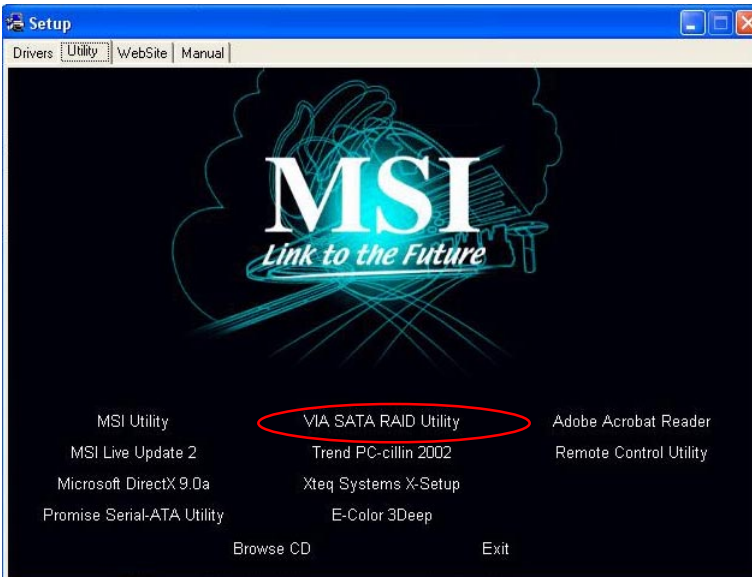 Setup
Drivers Utility WebSite Manual
MSI
Link to the Future
MSI Utility VIA SATA RAID Utility Adobe Acrobat Reader
MSI Live Update 2 Trend PC-cillin 2002 Remote Control Utility
Microsoft DirectX 9.0a Xteq Systems X-Setup
Promise Serial-ATA Utility E-Color 3Deep
Browse CD Exit